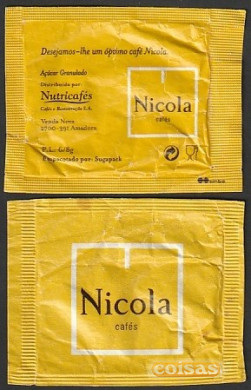 Desejamos-lhe um óptimo café Nicola.
Açúcar Granulado
Distribuído por
Nutricafés
Cafés e Restauração S.A.
Venda Nova
2700-391 Amadora
P.L.: 6/8g
Empacotado por: Sugapack
Nicola
cafés
Nicola
cafés
coisas